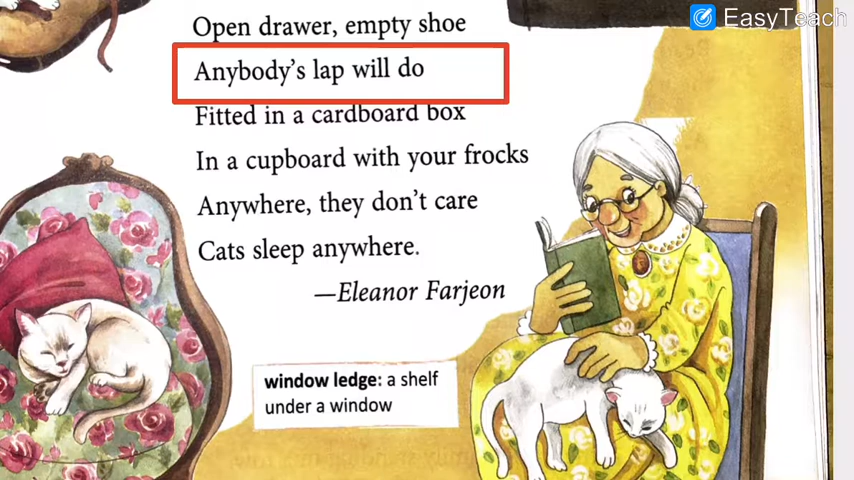 EasyTeach
Open drawer, empty shoe
Anybody's lap will do
Fitted in a cardboard box
In a cupboard with your frocks
Anywhere, they don't care
Cats sleep anywhere.
—Eleanor Farjeon
window ledge: a shelf
under a window